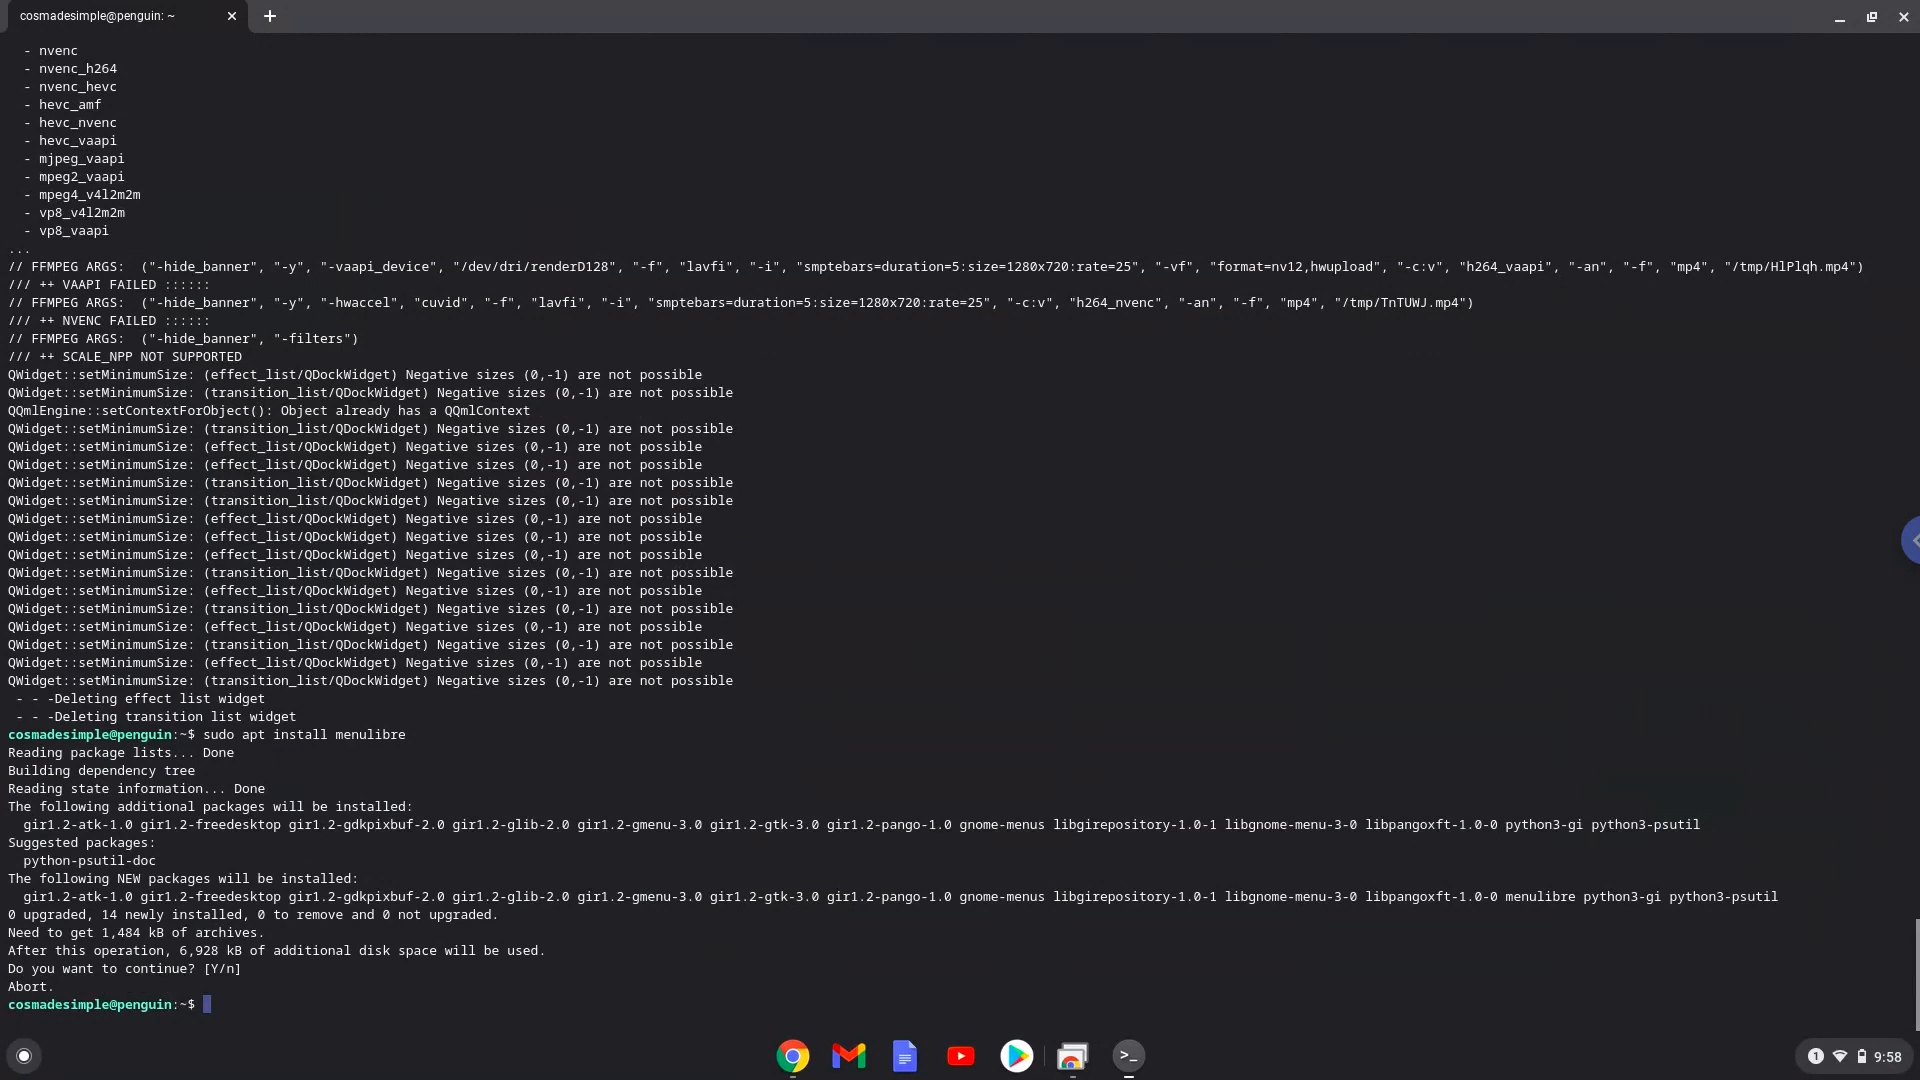 cosmadesimple@penguin: ~
- nvenc
- nvenc_h264
- nvenc_hevc
- hevc_amf
- hevc_nvenc
- hevc_vaapi
- mjpeg_vaapi
- mpeg2_vaapi
- mpeg4_v4l2m2m
- vp8_v4l2m2m
- vp8_vaapi
...
// FFMPEG ARGS:  ("-hide_banner", "-y", "-vaapi_device", "/dev/dri/renderD128", "-f", "lavfi", "-i", "smptebars=duration=5:size=1280x720:rate=25", "-vf", "format=nv12,hwupload", "-c:v", "h264_vaapi", "-an", "-f", "mp4", "/tmp/HlPlqh.mp4")
/// ++ VAAPI FAILED ::::::
// FFMPEG ARGS:  ("-hide_banner", "-y", "-hwaccel", "cuvid", "-f", "lavfi", "-i", "smptebars=duration=5:size=1280x720:rate=25", "-c:v", "h264_nvenc", "-an", "-f", "mp4", "/tmp/TnTUWJ.mp4")
/// ++ NVENC FAILED ::::::
// FFMPEG ARGS:  ("-hide_banner", "-filters")
/// ++ SCALE_NPP NOT SUPPORTED
QWidget::setMinimumSize: (effect_list/QDockWidget) Negative sizes (0,-1) are not possible
QWidget::setMinimumSize: (transition_list/QDockWidget) Negative sizes (0,-1) are not possible
QQmlEngine::setContextForObject(): Object already has a QQmlContext
QWidget::setMinimumSize: (transition_list/QDockWidget) Negative sizes (0,-1) are not possible
QWidget::setMinimumSize: (effect_list/QDockWidget) Negative sizes (0,-1) are not possible
QWidget::setMinimumSize: (effect_list/QDockWidget) Negative sizes (0,-1) are not possible
QWidget::setMinimumSize: (transition_list/QDockWidget) Negative sizes (0,-1) are not possible
QWidget::setMinimumSize: (transition_list/QDockWidget) Negative sizes (0,-1) are not possible
QWidget::setMinimumSize: (effect_list/QDockWidget) Negative sizes (0,-1) are not possible
QWidget::setMinimumSize: (effect_list/QDockWidget) Negative sizes (0,-1) are not possible
QWidget::setMinimumSize: (effect_list/QDockWidget) Negative sizes (0,-1) are not possible
QWidget::setMinimumSize: (transition_list/QDockWidget) Negative sizes (0,-1) are not possible
QWidget::setMinimumSize: (effect_list/QDockWidget) Negative sizes (0,-1) are not possible
QWidget::setMinimumSize: (transition_list/QDockWidget) Negative sizes (0,-1) are not possible
QWidget::setMinimumSize: (effect_list/QDockWidget) Negative sizes (0,-1) are not possible
QWidget::setMinimumSize: (transition_list/QDockWidget) Negative sizes (0,-1) are not possible
QWidget::setMinimumSize: (effect_list/QDockWidget) Negative sizes (0,-1) are not possible
QWidget::setMinimumSize: (transition_list/QDockWidget) Negative sizes (0,-1) are not possible
- - -Deleting effect list widget
- - -Deleting transition list widget
cosmadesimple@penguin:~$ sudo apt install menulibre
Reading package lists... Done
Building dependency tree
Reading state information... Done
The following additional packages will be installed:
gir1.2-atk-1.0 gir1.2-freedesktop gir1.2-gdkpixbuf-2.0 gir1.2-glib-2.0 gir1.2-gmenu-3.0 gir1.2-gtk-3.0 gir1.2-pango-1.0 gnome-menus libgirepository-1.0-1 libgnome-menu-3-0 libpangoxft-1.0-0 python3-gi python3-psutil
Suggested packages:
python-psutil-doc
The following NEW packages will be installed:
gir1.2-atk-1.0 gir1.2-freedesktop gir1.2-gdkpixbuf-2.0 gir1.2-glib-2.0 gir1.2-gmenu-3.0 gir1.2-gtk-3.0 gir1.2-pango-1.0 gnome-menus libgirepository-1.0-1 libgnome-menu-3-0 libpangoxft-1.0-0 menulibre python3-gi python3-psutil
0 upgraded, 14 newly installed, 0 to remove and 0 not upgraded.
Need to get 1,484 kB of archives.
After this operation, 6,928 kB of additional disk space will be used.
Do you want to continue? [Y/n]
Abort.
cosmadesimple@penguin:~$
1 9:58